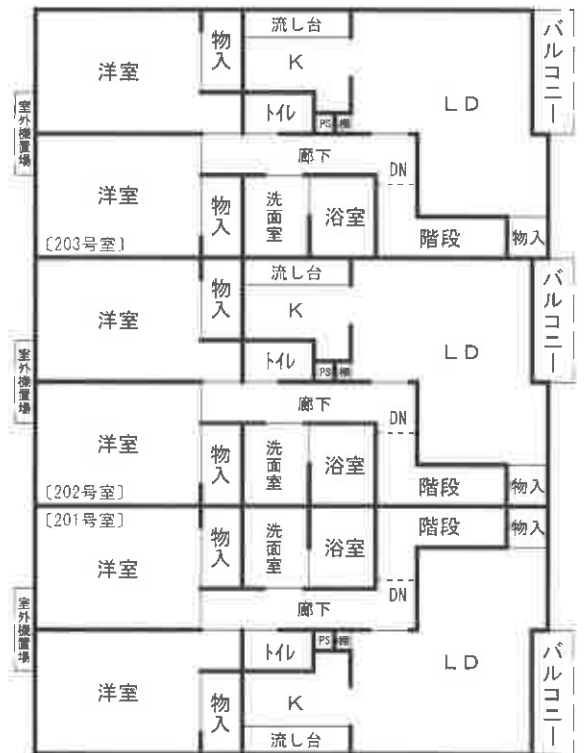 流し台
物入
洋室
K
バルコニー
LD
トイレ
PS
棚
室外機置場
廊下
DN
洋室
物入
洗面室
浴室
階段
物入
〔203号室〕
流し台
物入
洋室
K
バルコニー
LD
トイレ
PS
棚
室外機置場
廊下
DN
洋室
物入
洗面室
浴室
階段
物入
〔202号室〕
〔201号室〕
洋室
物入
洗面室
浴室
階段
物入
DN
室外機置場
廊下
トイレ
PS
棚
LD
バルコニー
洋室
物入
K
流し台